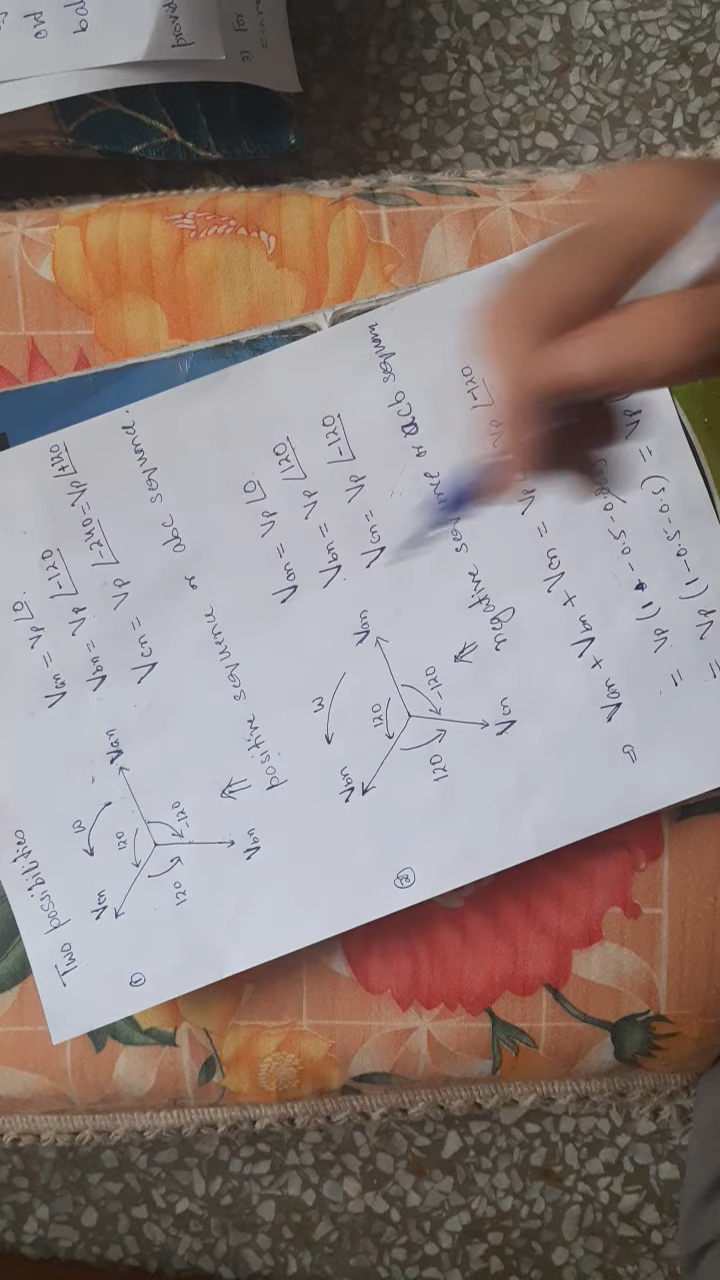 Two possibilities
①
Van
Vcn
Vbn
ω
120
120
-120
Van = Vp∠0.
Vbn = Vp∠-120
Vcn = Vp∠-240 = Vp∠+120
⇑
positive sequence or abc sequence.
②
Van
Vbn
Vcn
ω
120
120
-120
Van = Vp∠0
Vbn = Vp∠120
Vcn = Vp∠-120
⇑
negative sequence or acb sequence
⇒ Van + Vbn + Vcn = Vp Vp∠-120
= Vp(1 - 0.5 -
= Vp(1 - 0.5 - 0.5) = Vp(